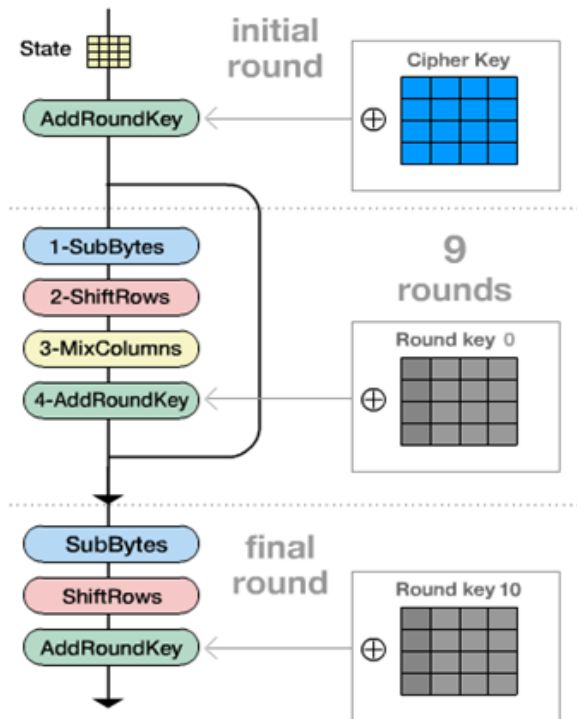 State
initial
round
Cipher Key
AddRoundKey
1-SubBytes
2-ShiftRows
3-MixColumns
4-AddRoundKey
9
rounds
Round key 0
SubBytes
ShiftRows
AddRoundKey
final
round
Round key 10